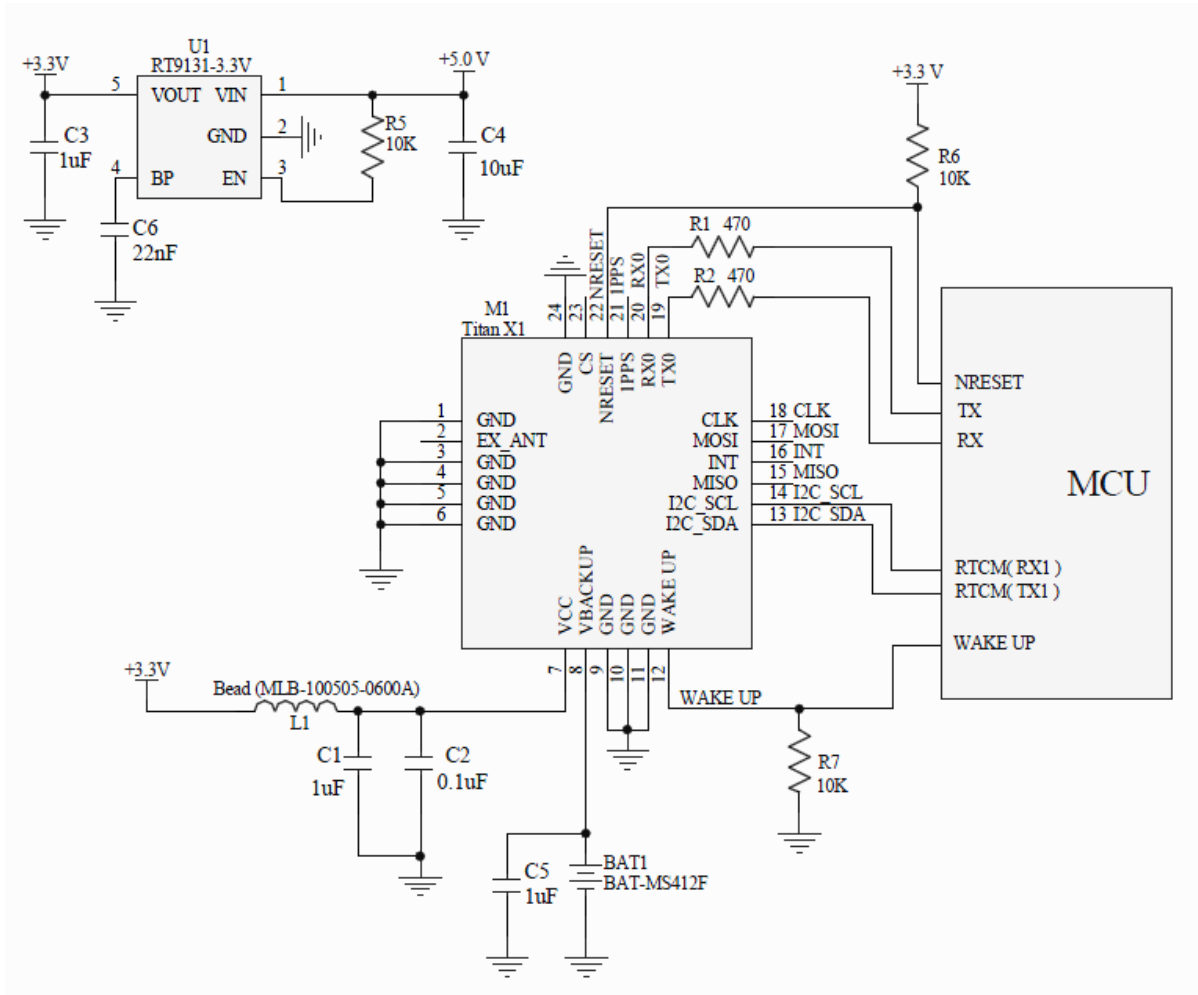 U1
RT9131-3.3V
+3.3V
+5.0 V
5
VOUT VIN
1
GND
2
4
BP EN
3
C3
1uF
R5
10K
C4
10uF
C6
22nF
+3.3 V
R6
10K
R1 470
R2 470
NRESET
1PPS
RX0
TX0
24
23
22
21
20
19
M1
Titan X1
GND
CS
NRESET
1PPS
RX0
TX0
1 GND
2 EX_ANT
3 GND
4 GND
5 GND
6 GND
CLK 18 CLK
MOSI 17 MOSI
INT 16 INT
MISO 15 MISO
I2C_SCL 14 I2C_SCL
I2C_SDA 13 I2C_SDA
VCC
VBACKUP
GND
GND
GND
WAKE UP
7
8
9
10
11
12
NRESET
TX
RX
MCU
RTCM( RX1 )
RTCM( TX1 )
WAKE UP
+3.3V
Bead (MLB-100505-0600A)
L1
C1
1uF
C2
0.1uF
WAKE UP
R7
10K
C5
1uF
BAT1
BAT-MS412F